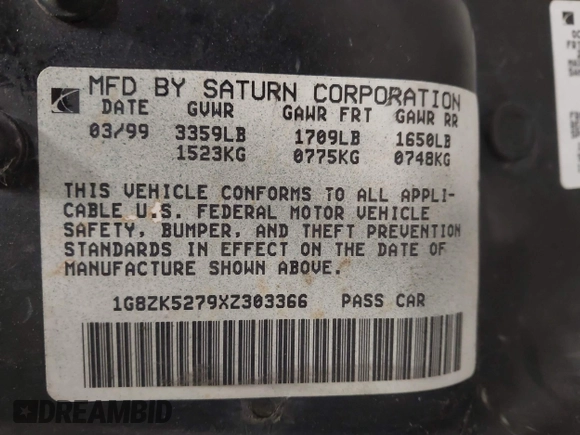 MFD BY SATURN CORPORATION
DATE GVWR GAWR FRT GAWR RR
03/99 3359LB 1709LB 1650LB
1523KG 0775KG 0748KG
THIS VEHICLE CONFORMS TO ALL APPLI-
CABLE U.S. FEDERAL MOTOR VEHICLE
SAFETY, BUMPER, AND THEFT PREVENTION
STANDARDS IN EFFECT ON THE DATE OF
MANUFACTURE SHOWN ABOVE.
1G8ZK5279XZ303366 PASS CAR
DREAMBID